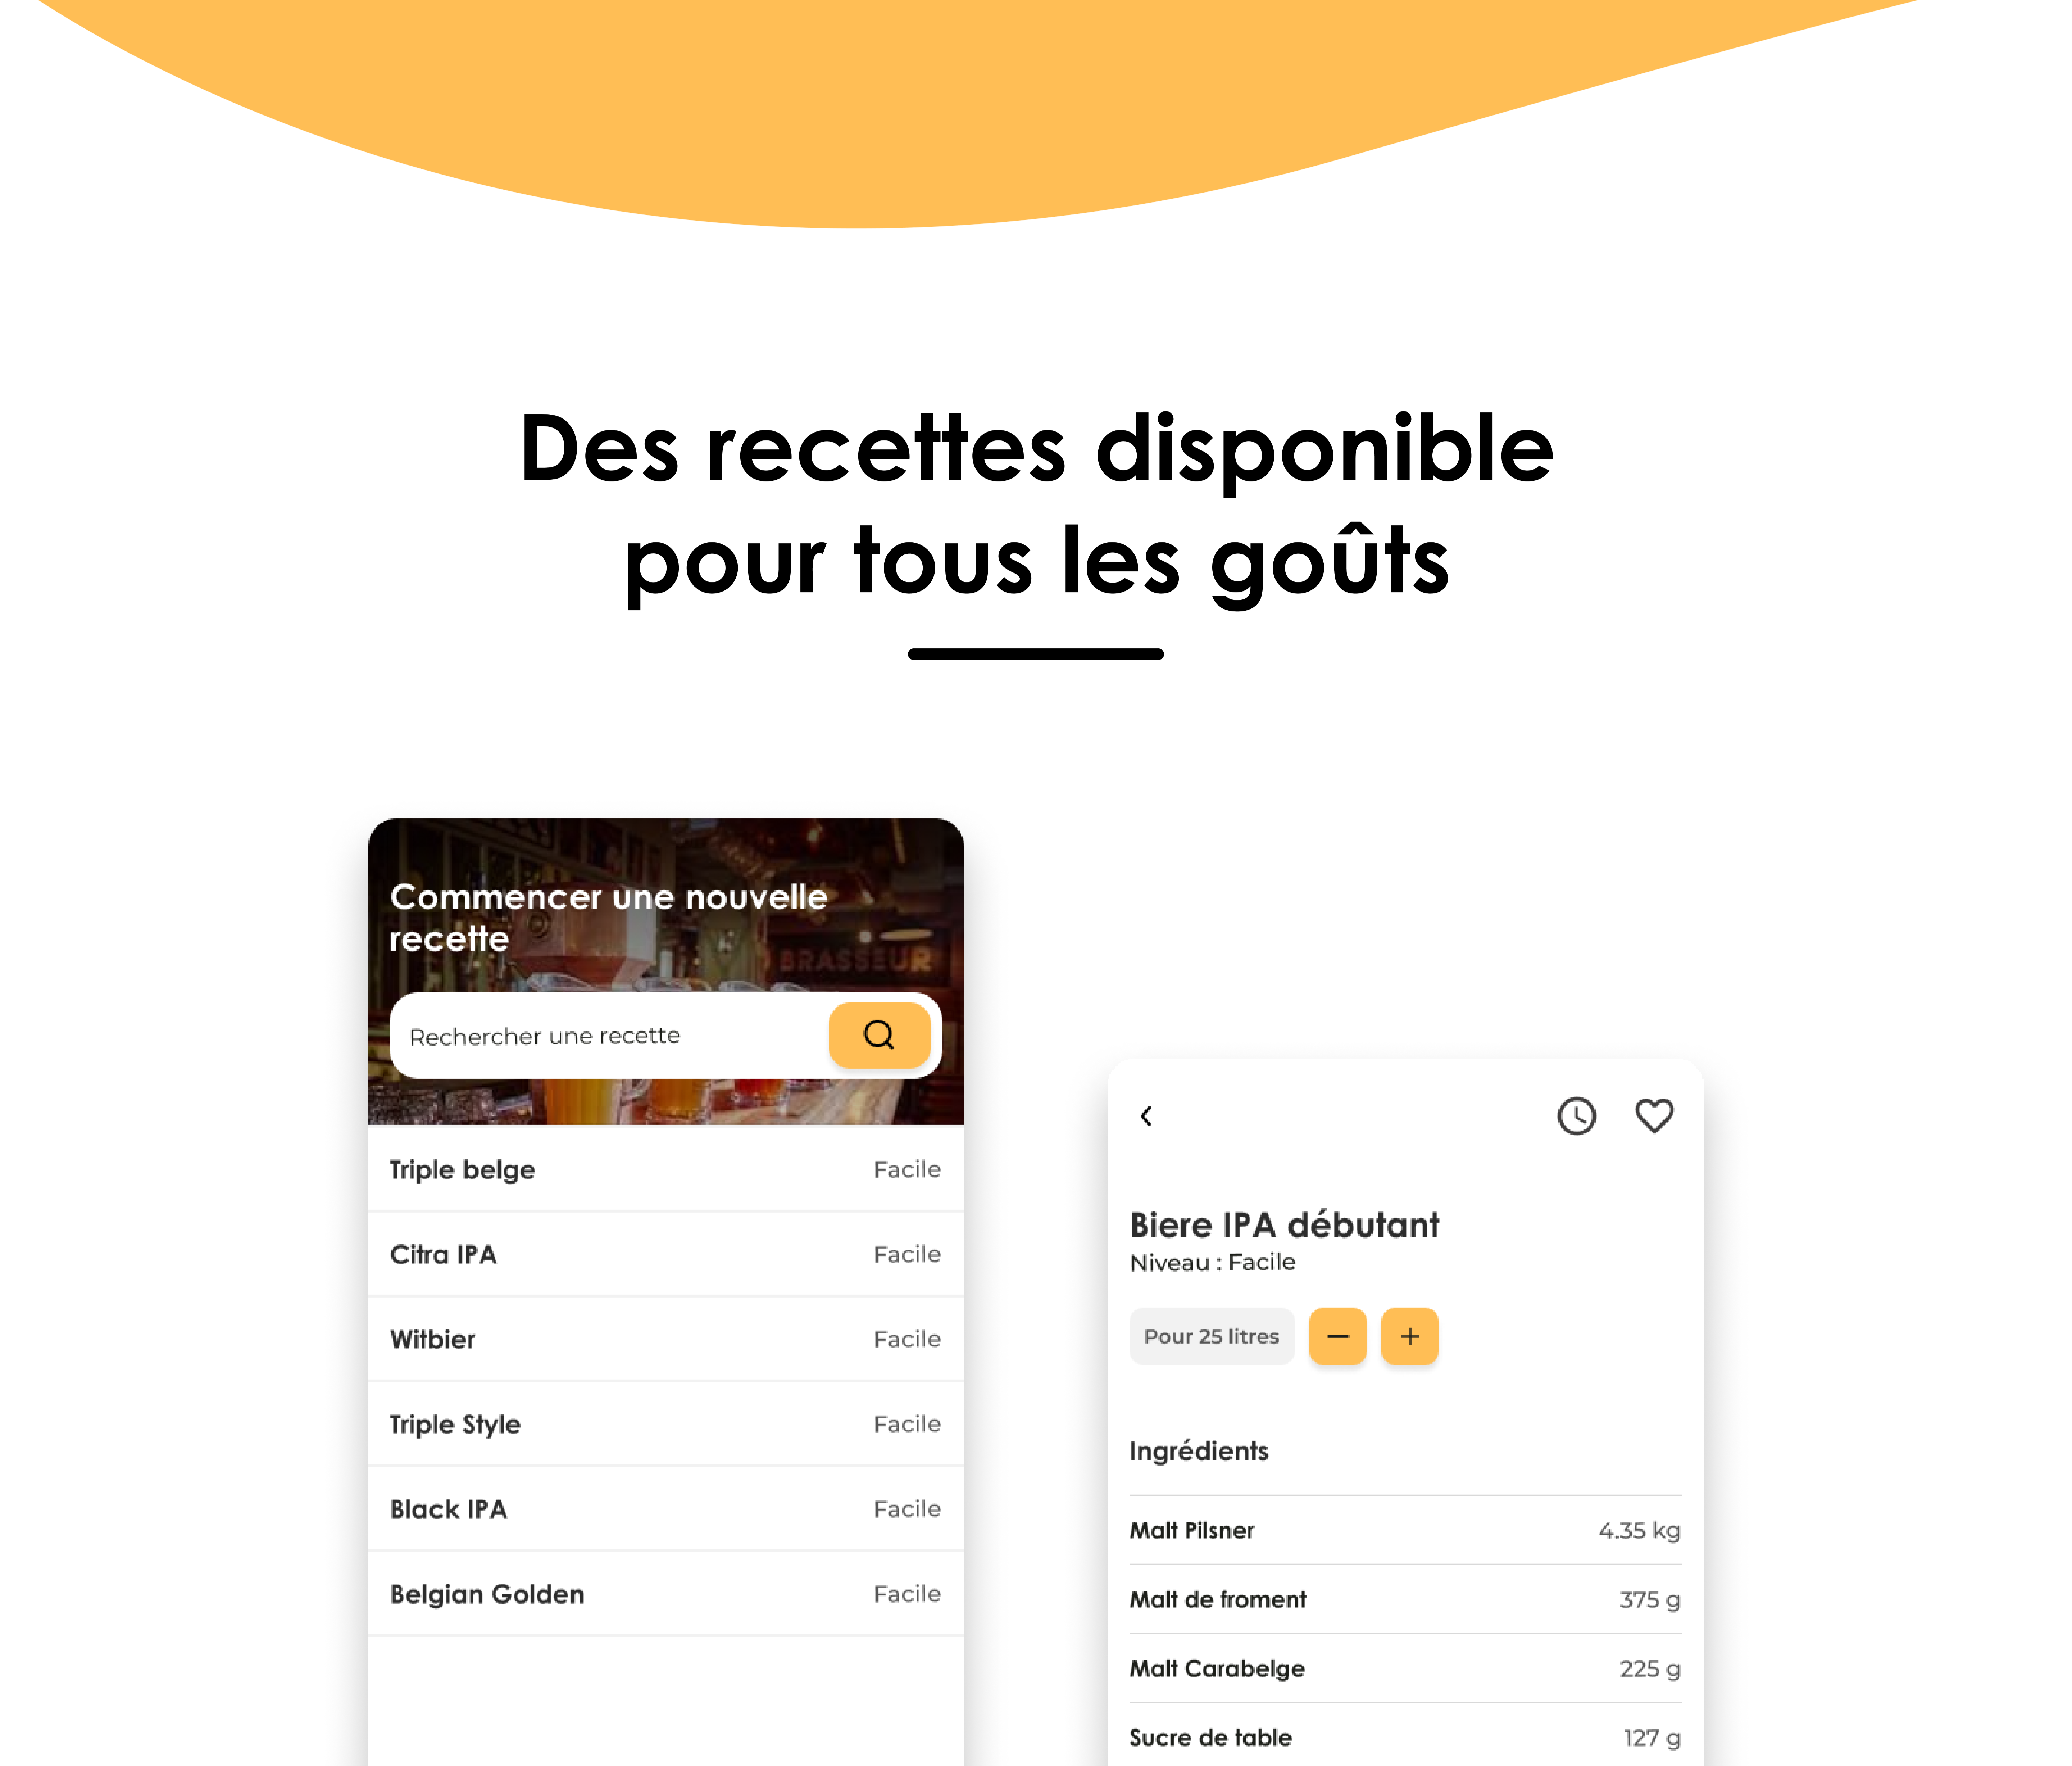 Des recettes disponible
pour tous les goûts
Commencer une nouvelle
recette
BRASSEUR
Rechercher une recette
Triple belge Facile
Citra IPA Facile
Witbier Facile
Triple Style Facile
Black IPA Facile
Belgian Golden Facile
Biere IPA débutant
Niveau : Facile
Pour 25 litres − +
Ingrédients
Malt Pilsner 4.35 kg
Malt de froment 375 g
Malt Carabelge 225 g
Sucre de table 127 g